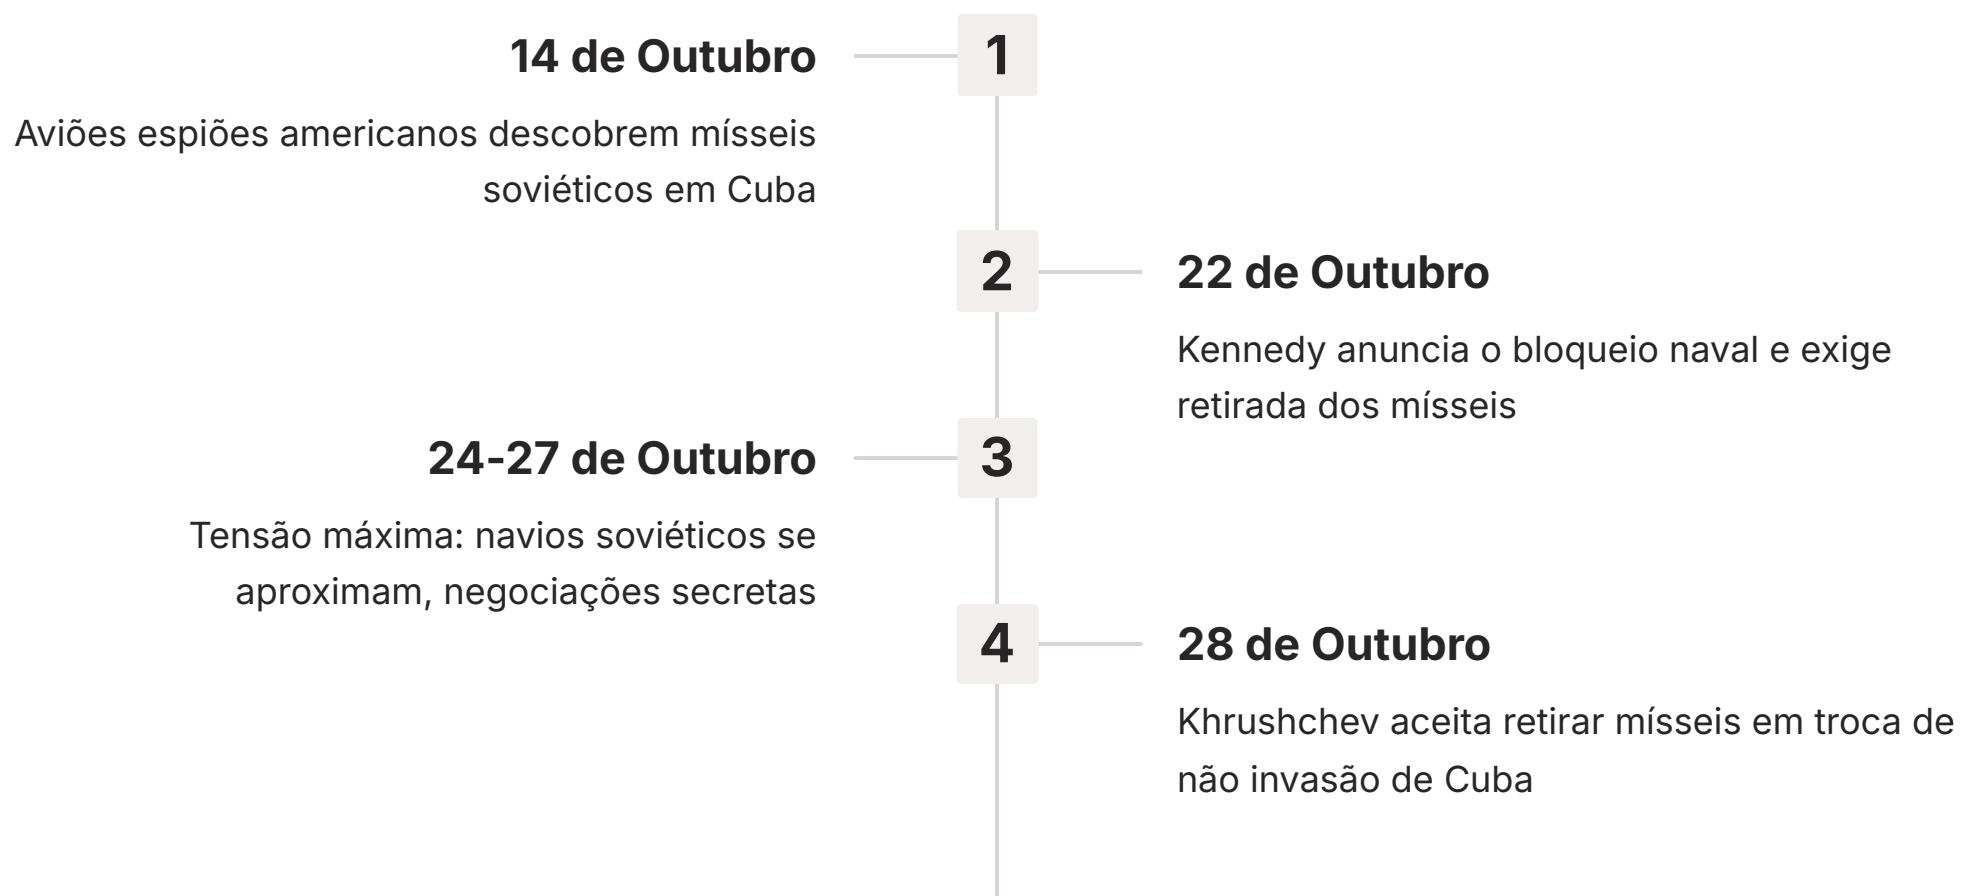 1
14 de Outubro
Aviões espiões americanos descobrem mísseis
soviéticos em Cuba
2
22 de Outubro
Kennedy anuncia o bloqueio naval e exige
retirada dos mísseis
3
24-27 de Outubro
Tensão máxima: navios soviéticos se
aproximam, negociações secretas
4
28 de Outubro
Khrushchev aceita retirar mísseis em troca de
não invasão de Cuba